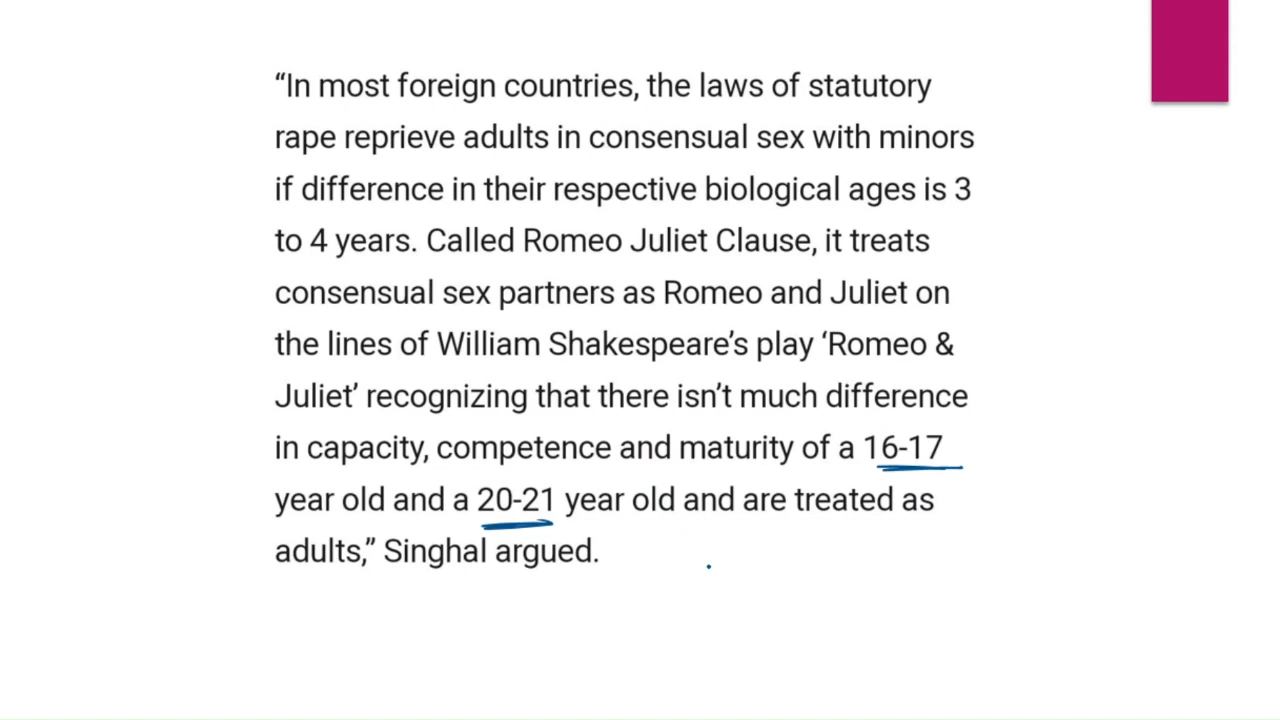 “In most foreign countries, the laws of statutory
rape reprieve adults in consensual sex with minors
if difference in their respective biological ages is 3
to 4 years. Called Romeo Juliet Clause, it treats
consensual sex partners as Romeo and Juliet on
the lines of William Shakespeare’s play ‘Romeo &
Juliet’ recognizing that there isn’t much difference
in capacity, competence and maturity of a 16-17
year old and a 20-21 year old and are treated as
adults,” Singhal argued.